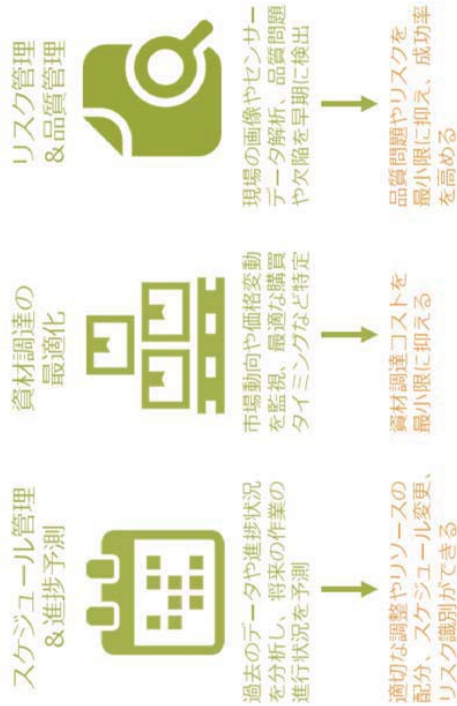 スケジュール管理
&進捗予測
過去のデータや進捗状況
を分析し、将来の作業の
進行状況を予測
適切な調整やリソースの
配分、スケジュール変更、
リスク識別ができる
資材調達の
最適化
市場動向や価格変動
を監視、最適な購買
タイミングなど特定
資材調達コストを
最小限に抑える
リスク管理
&品質管理
現場の画像やセンサー
データ解析、品質問題
や欠陥を早期に検出
品質問題やリスクを
最小限に抑え、成功率
を高める